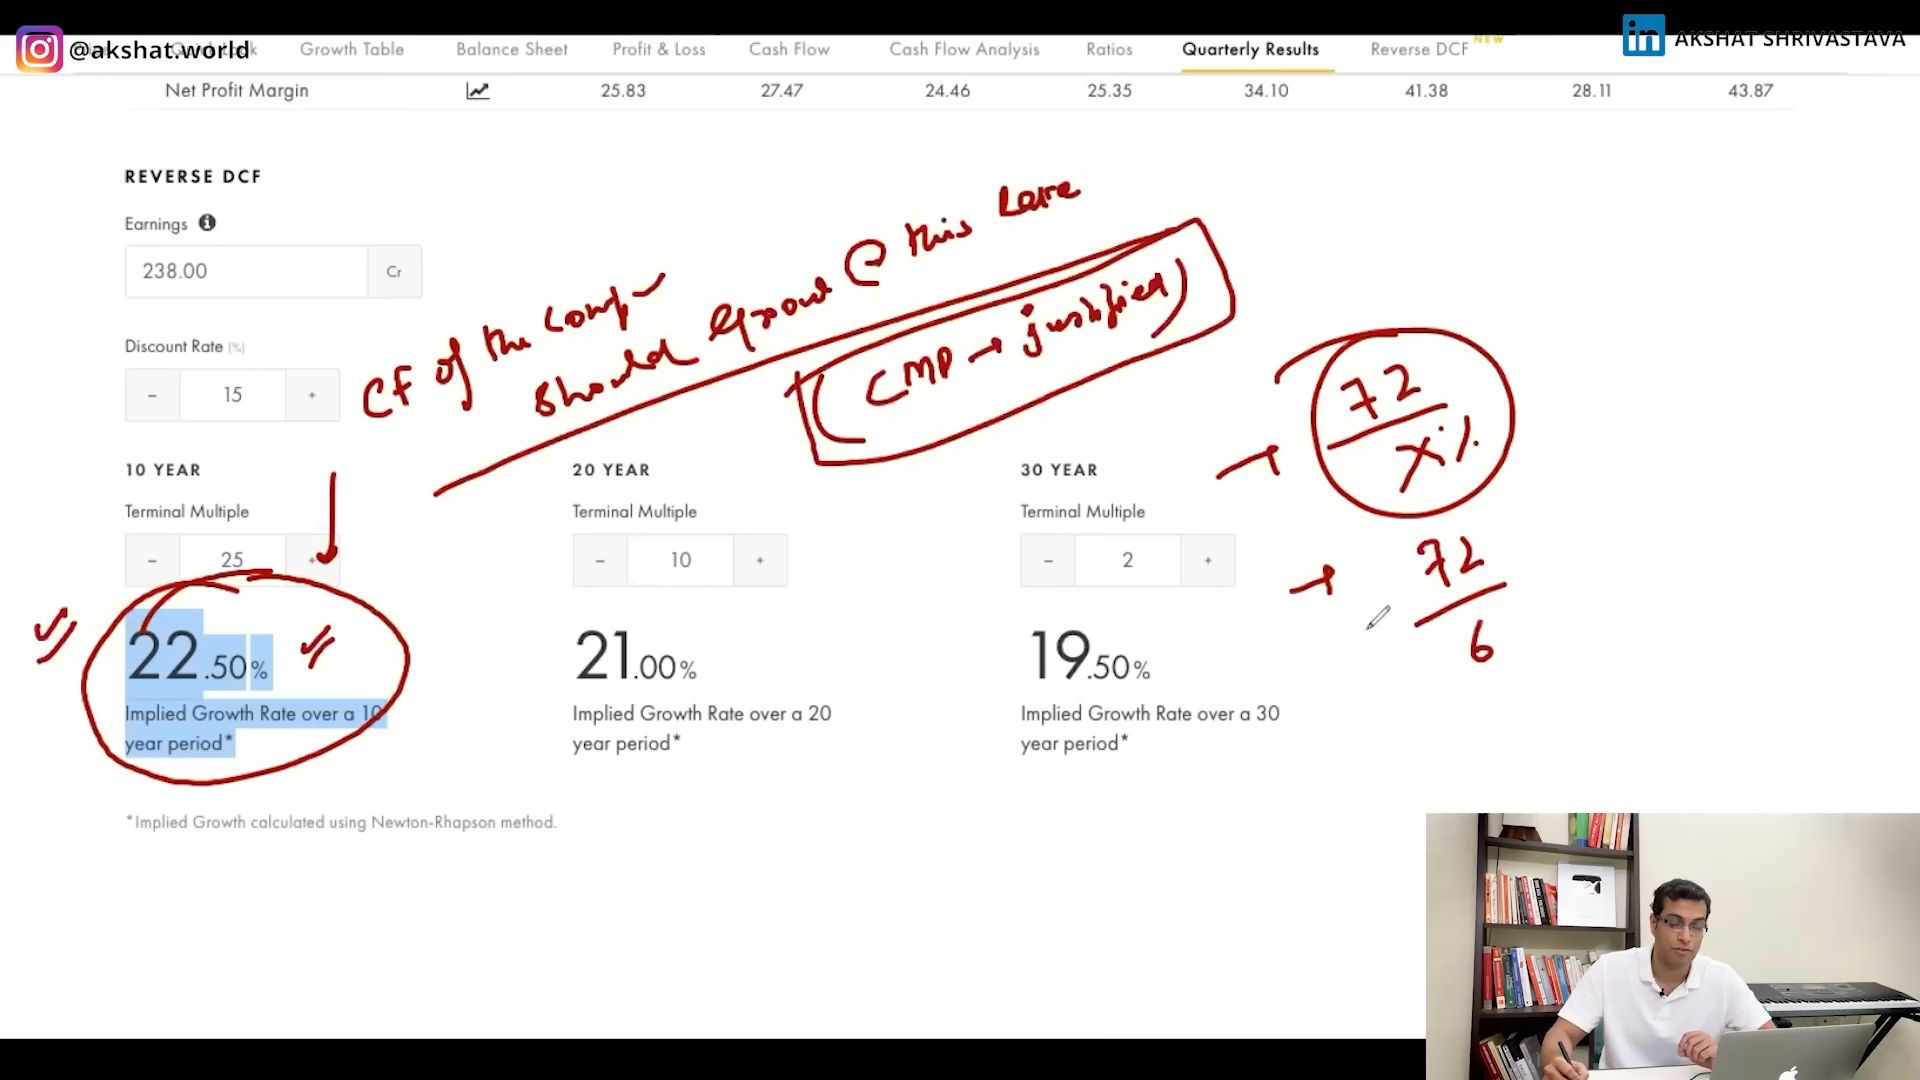 @akshat.world
Growth Table Balance Sheet Profit & Loss Cash Flow Cash Flow Analysis Ratios Quarterly Results Reverse DCF NEW
AKSHAT SHRIVASTAVA
Net Profit Margin 25.83 27.47 24.46 25.35 34.10 41.38 28.11 43.87
REVERSE DCF
Earnings
238.00 Cr
Discount Rate (%)
- 15 +
CF of the comp
should grow @ this rate
(CMP → justified)
72
X%
72
6
10 YEAR 20 YEAR 30 YEAR
Terminal Multiple Terminal Multiple Terminal Multiple
- 25 + - 10 + - 2 +
22.50% 21.00% 19.50%
Implied Growth Rate over a 10 Implied Growth Rate over a 20 Implied Growth Rate over a 30
year period* year period* year period*
*Implied Growth calculated using Newton-Rhapson method.